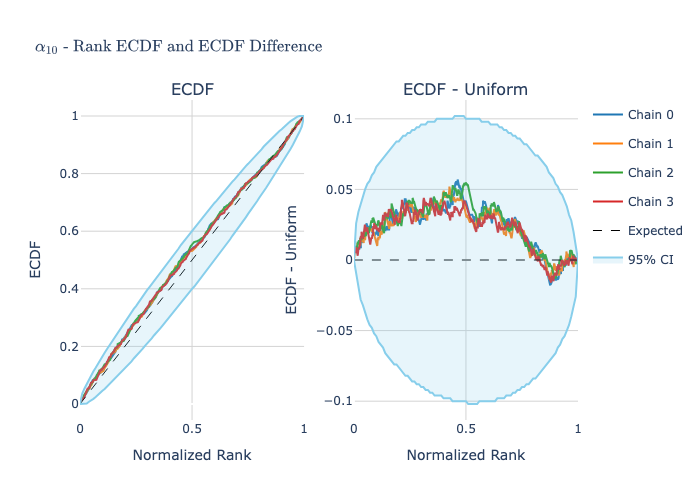 α₁₀ - Rank ECDF and ECDF Difference
ECDF
ECDF - Uniform
1
0.8
0.6
0.4
0.2
0
0
0.5
1
ECDF
Normalized Rank
0.1
0.05
0
−0.05
−0.1
0
0.5
1
ECDF - Uniform
Normalized Rank
Chain 0
Chain 1
Chain 2
Chain 3
Expected
95% CI